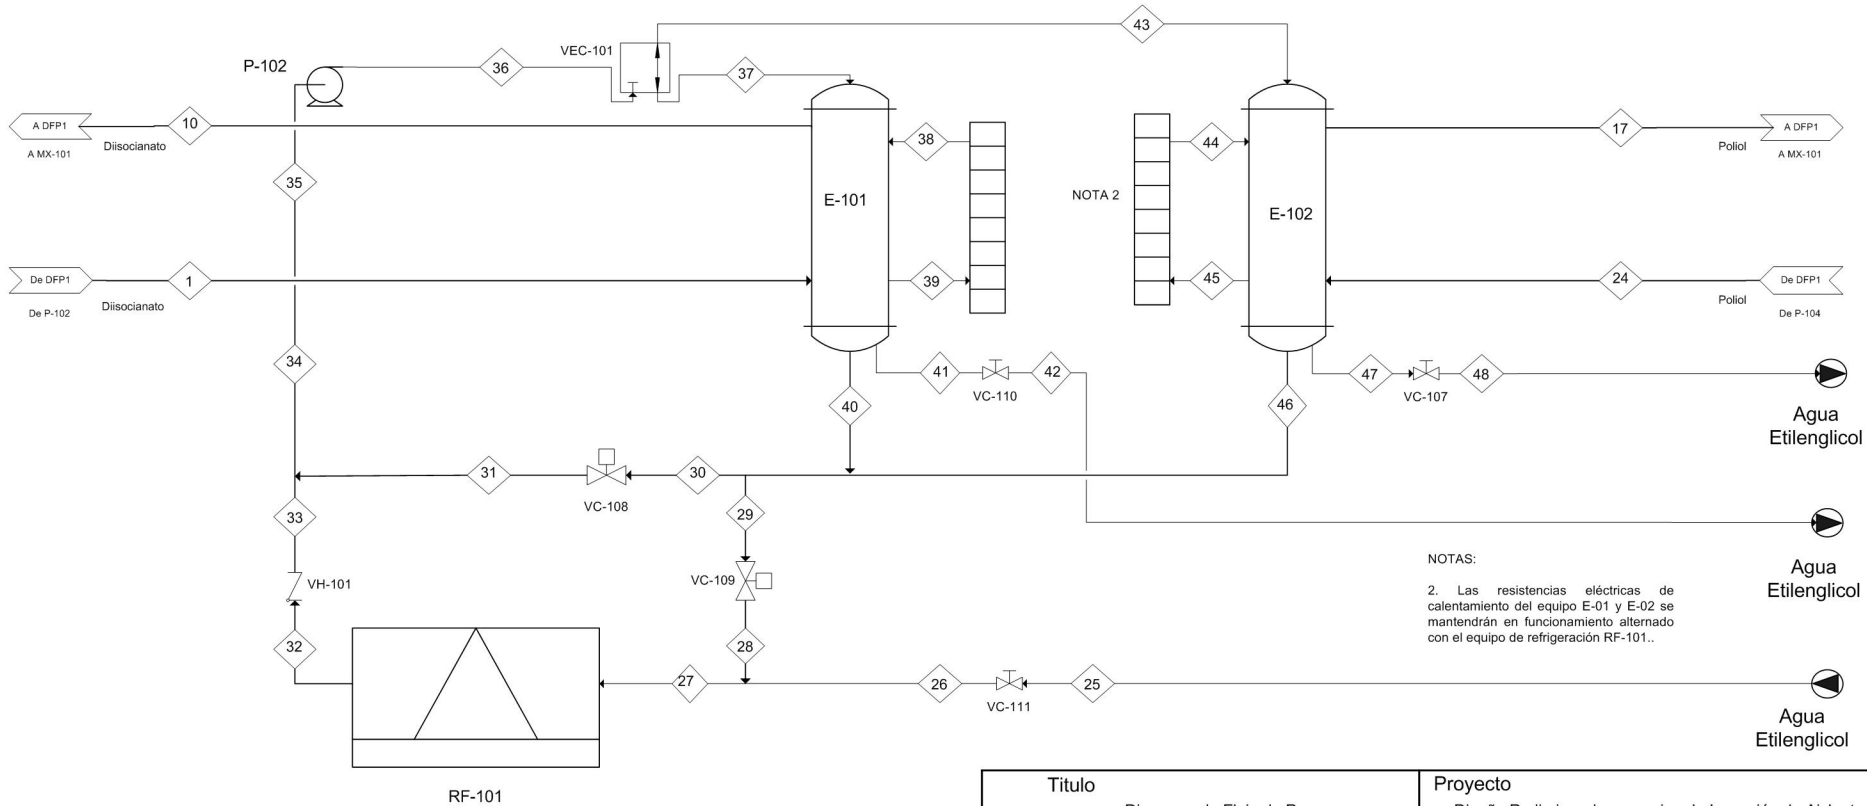 43
VEC-101
P-102
36
37
A DFP1
10
A MX-101
Diisocianato
38
44
17
A DFP1
Poliol
A MX-101
35
E-101
NOTA 2
E-102
De DFP1
1
De P-102
Diisocianato
39
45
24
De DFP1
Poliol
De P-104
34
41
42
VC-110
40
47
48
VC-107
46
Agua
Etilenglicol
31
30
VC-108
33
29
VH-101
VC-109
NOTAS:
2. Las resistencias eléctricas de
calentamiento del equipo E-01 y E-02 se
mantendrán en funcionamiento alternado
con el equipo de refrigeración RF-101..
Agua
Etilenglicol
32
28
27
26
25
VC-111
Agua
Etilenglicol
RF-101
Titulo
Proyecto